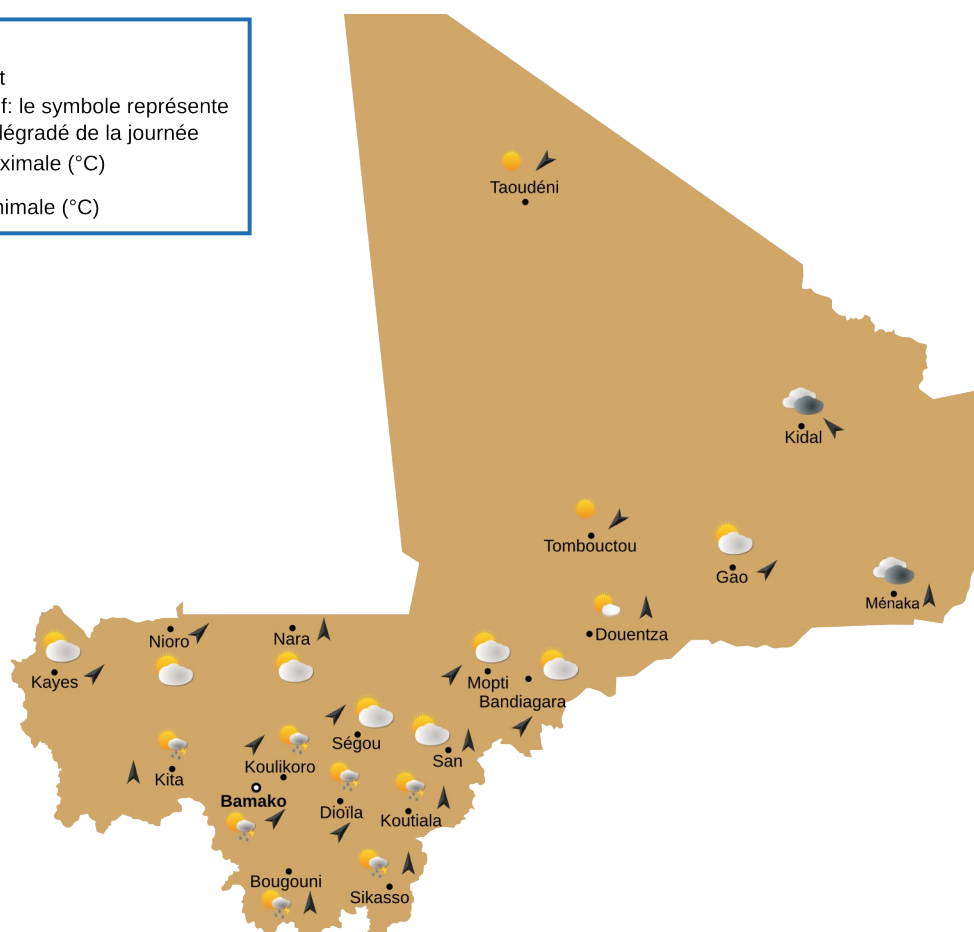 t
f: le symbole représente
dégradé de la journée
ximale (°C)
nimale (°C)
Taoudéni
Kidal
Tombouctou
Gao
Ménaka
Douentza
Nioro
Nara
Kayes
Mopti
Bandiagara
Ségou
San
Koulikoro
Kita
Bamako
Dioïla
Koutiala
Bougouni
Sikasso